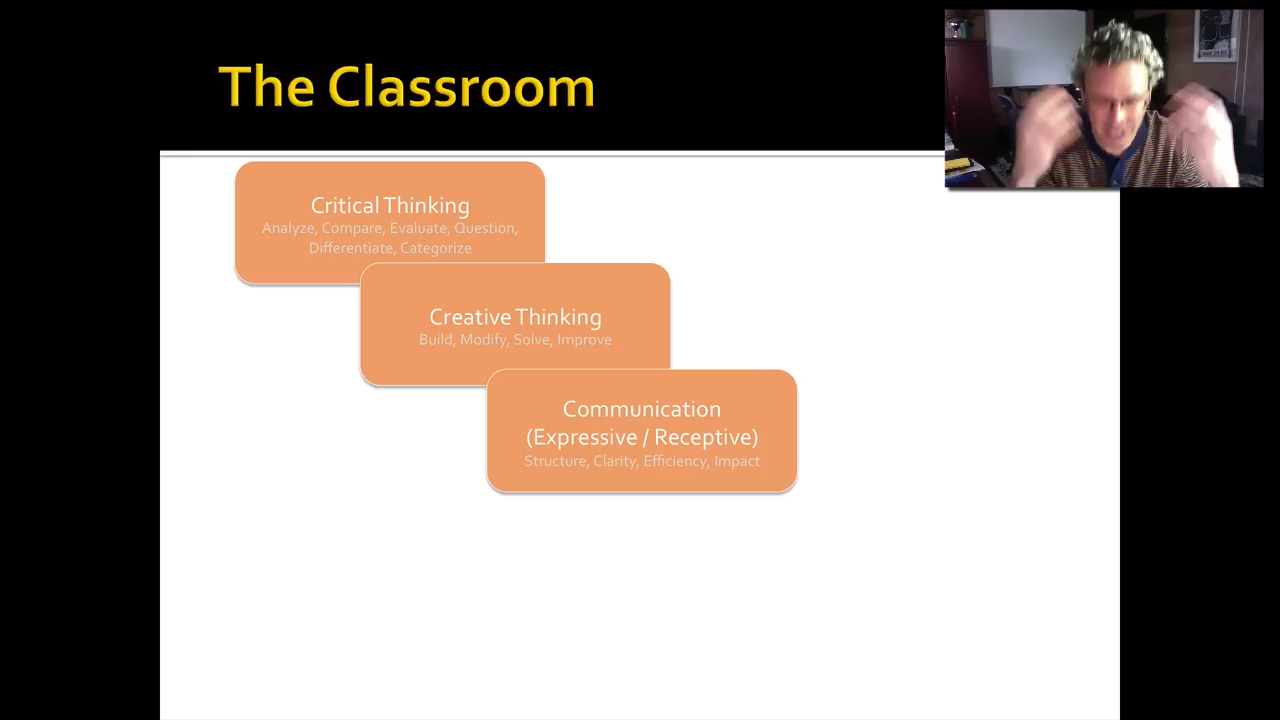 The Classroom
Critical Thinking
Analyze, Compare, Evaluate, Question,
Differentiate, Categorize
Creative Thinking
Build, Modify, Solve, Improve
Communication
(Expressive / Receptive)
Structure, Clarity, Efficiency, Impact